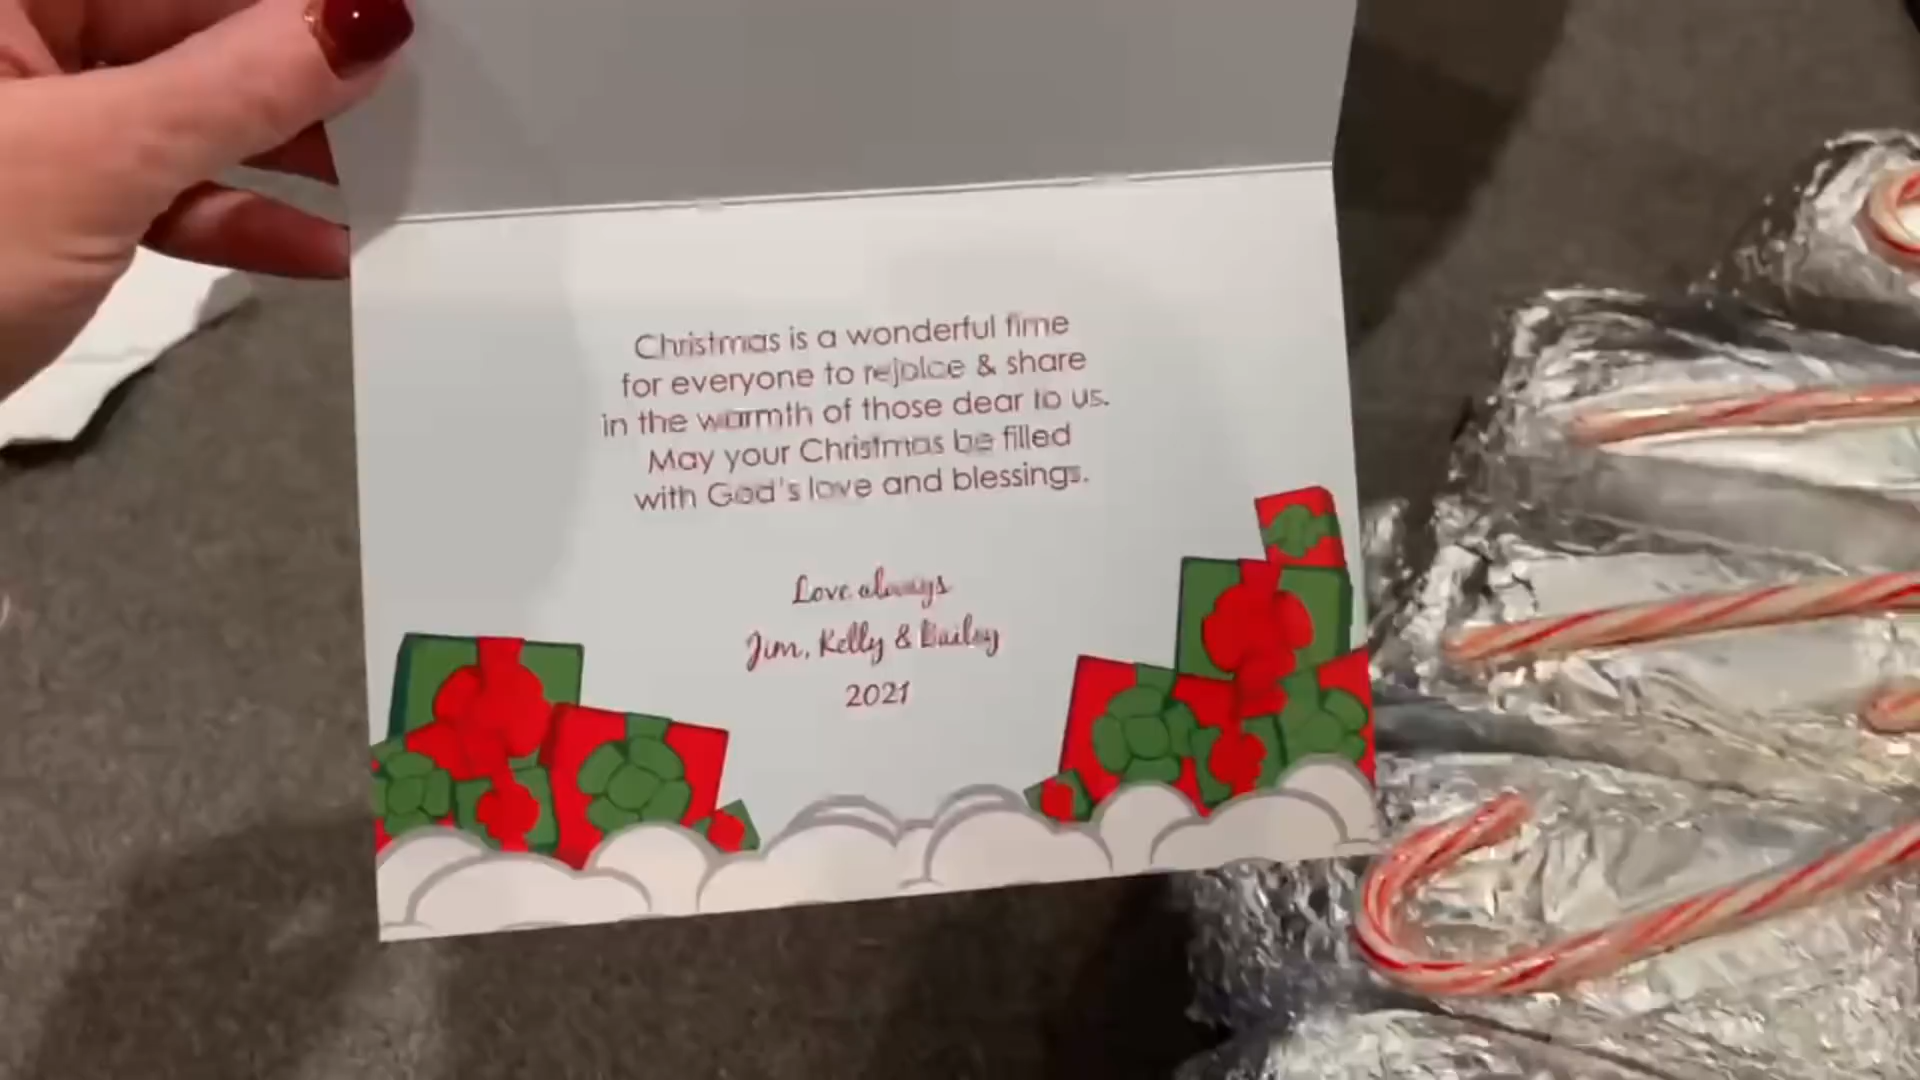 Christmas is a wonderful time
for everyone to rejoice & share
in the warmth of those dear to us.
May your Christmas be filled
with God's love and blessings.
Love always
Jim, Kelly & Bailey
2021